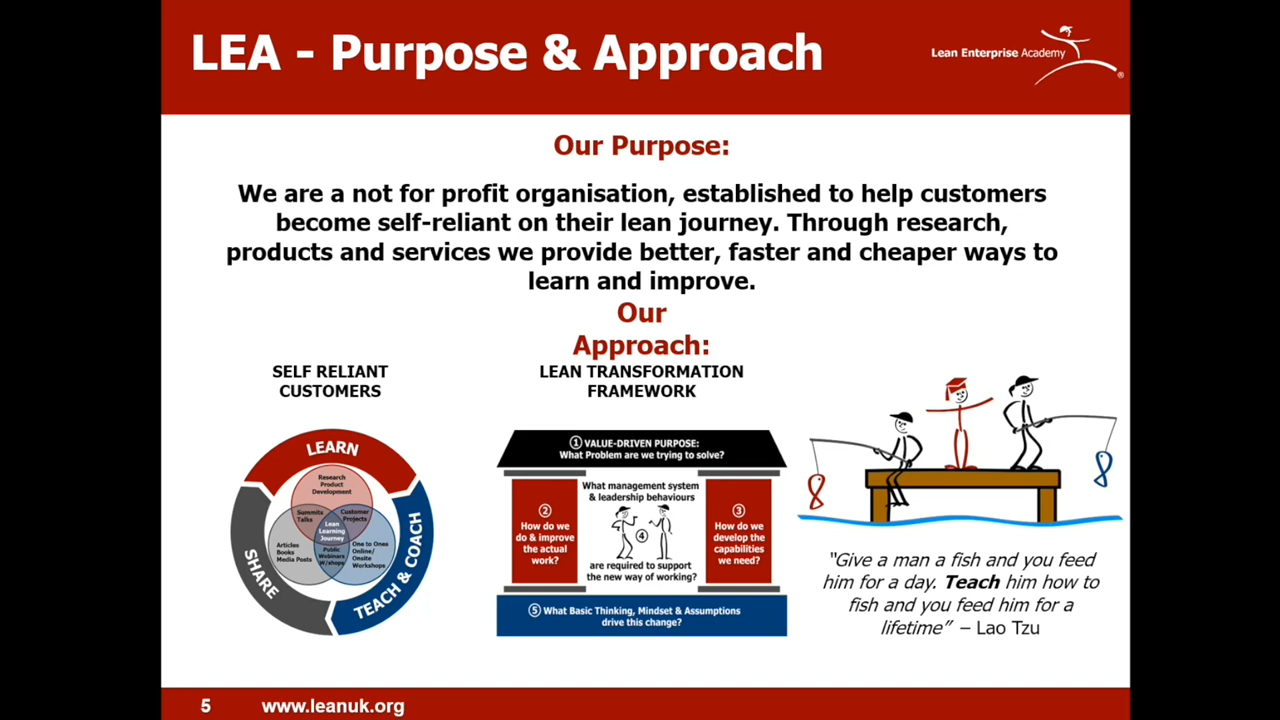 LEA - Purpose & Approach
Lean Enterprise Academy
®
Our Purpose:
We are a not for profit organisation, established to help customers
become self-reliant on their lean journey. Through research,
products and services we provide better, faster and cheaper ways to
learn and improve.
Our
Approach:
SELF RELIANT
CUSTOMERS
LEARN
Research
Product
Development
Summits
Talks
Customer
Projects
Lean
Learning
Journey
Articles
Books
Media Posts
Public
Webinars
W/shops
One to Ones
Online/
Onsite
Workshops
SHARE
TEACH & COACH
LEAN TRANSFORMATION
FRAMEWORK
① VALUE-DRIVEN PURPOSE:
What Problem are we trying to solve?
②
How do we
do & improve
the actual
work?
What management system
& leadership behaviours
④
are required to support
the new way of working?
③
How do we
develop the
capabilities
we need?
⑤ What Basic Thinking, Mindset & Assumptions
drive this change?
“Give a man a fish and you feed
him for a day. Teach him how to
fish and you feed him for a
lifetime” – Lao Tzu
5
www.leanuk.org